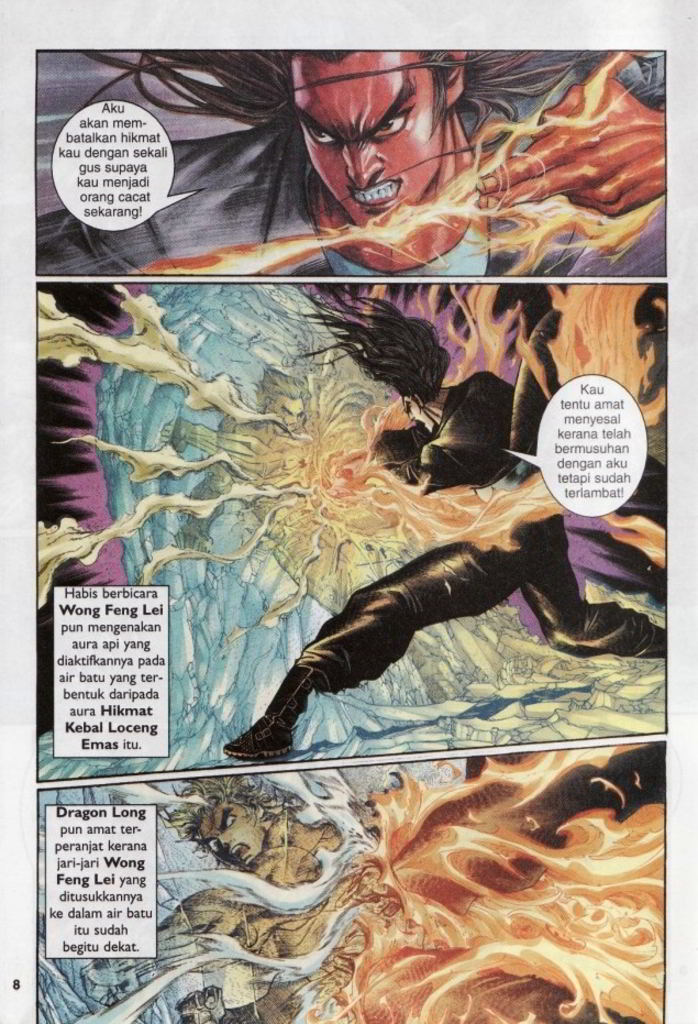 Aku
akan mem-
batalkan hikmat
kau dengan sekali
gus supaya
kau menjadi
orang cacat
sekarang!
Kau
tentu amat
menyesal
kerana telah
bermusuhan
dengan aku
tetapi sudah
terlambat!
Habis berbicara
Wong Feng Lei
pun mengenakan
aura api yang
diaktifkannya pada
air batu yang ter-
bentuk daripada
aura Hikmat
Kebal Loceng
Emas itu.
Dragon Long
pun amat ter-
peranjat kerana
jari-jari Wong
Feng Lei yang
ditusukkannya
ke dalam air batu
itu sudah
begitu dekat.
8